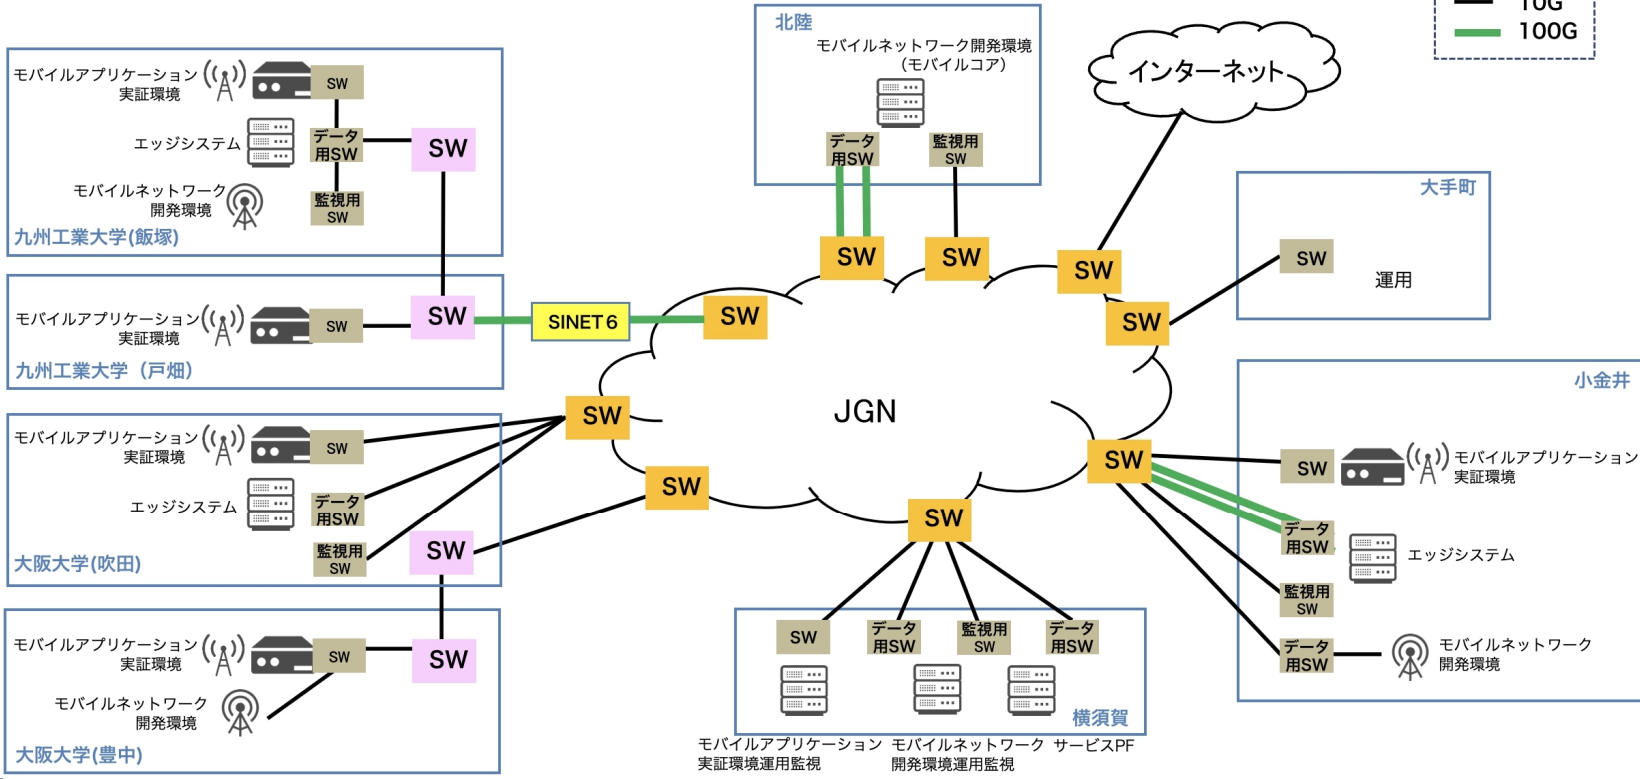 10G
100G
北陸
モバイルネットワーク開発環境
（モバイルコア）
データ
用SW
監視用
SW
インターネット
モバイルアプリケーション
実証環境
SW
エッジシステム
データ
用SW
SW
モバイルネットワーク
開発環境
監視用
SW
九州工業大学(飯塚)
モバイルアプリケーション
実証環境
SW
SW
九州工業大学（戸畑）
SINET6
SW
SW
SW
SW
SW
大手町
SW
運用
JGN
モバイルアプリケーション
実証環境
SW
エッジシステム
データ
用SW
監視用
SW
SW
大阪大学(吹田)
SW
SW
モバイルアプリケーション
実証環境
SW
SW
モバイルネットワーク
開発環境
大阪大学(豊中)
SW
SW
データ
用SW
監視用
SW
データ
用SW
横須賀
モバイルアプリケーション
実証環境運用監視
モバイルネットワーク
開発環境運用監視
サービスPF
SW
小金井
SW
モバイルアプリケーション
実証環境
データ
用SW
エッジシステム
監視用
SW
データ
用SW
モバイルネットワーク
開発環境